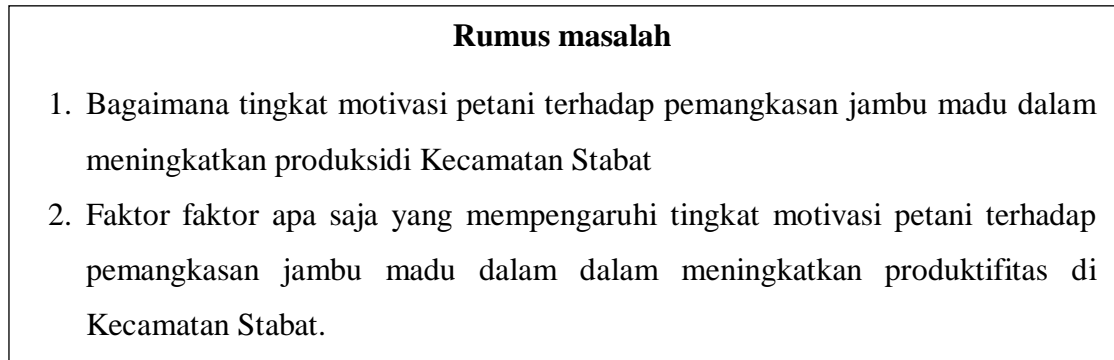 Rumus masalah
1. Bagaimana tingkat motivasi petani terhadap pemangkasan jambu madu dalam
meningkatkan produksidi Kecamatan Stabat
2. Faktor faktor apa saja yang mempengaruhi tingkat motivasi petani terhadap
pemangkasan jambu madu dalam dalam meningkatkan produktifitas di
Kecamatan Stabat.